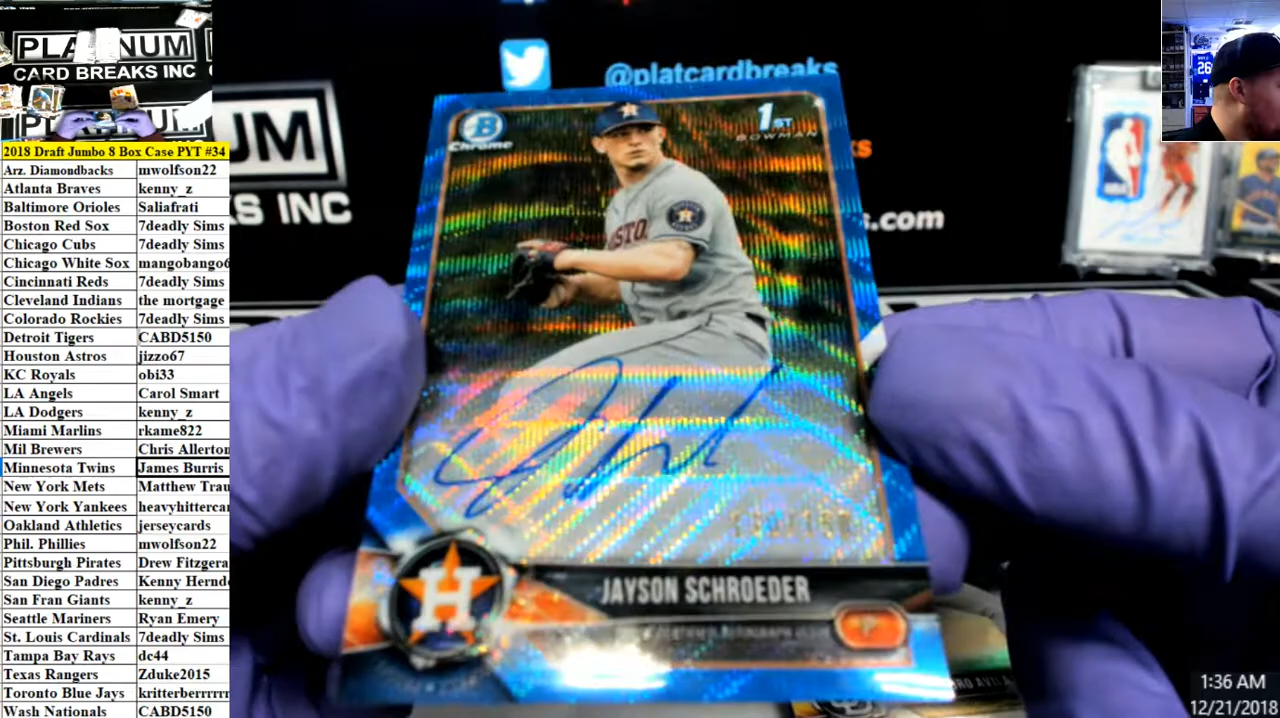 PLATINUM
CARD BREAKS INC
2018 Draft Jumbo 8 Box Case PYT #34
Arz. Diamondbacks mwolfson22
Atlanta Braves kenny_z
Baltimore Orioles Saliafrati
Boston Red Sox 7deadly Sims
Chicago Cubs 7deadly Sims
Chicago White Sox mangobango6
Cincinnati Reds 7deadly Sims
Cleveland Indians the mortgage
Colorado Rockies 7deadly Sims
Detroit Tigers CABD5150
Houston Astros jizzo67
KC Royals obi33
LA Angels Carol Smart
LA Dodgers kenny_z
Miami Marlins rkame822
Mil Brewers Chris Allerton
Minnesota Twins James Burris
New York Mets Matthew Trau
New York Yankees heavyhittercar
Oakland Athletics jerseycards
Phil. Phillies mwolfson22
Pittsburgh Pirates Drew Fitzgera
San Diego Padres Kenny Hernd
San Fran Giants kenny_z
Seattle Mariners Ryan Emery
St. Louis Cardinals 7deadly Sims
Tampa Bay Rays dc44
Texas Rangers Zduke2015
Toronto Blue Jays kritterberrrrrr
Wash Nationals CABD5150
@platcardbreaks
UM
KS INC
s.com
B
Chrome
1ST
BOWMAN
H
JAYSON SCHROEDER
P
26
1:36 AM
12/21/2018